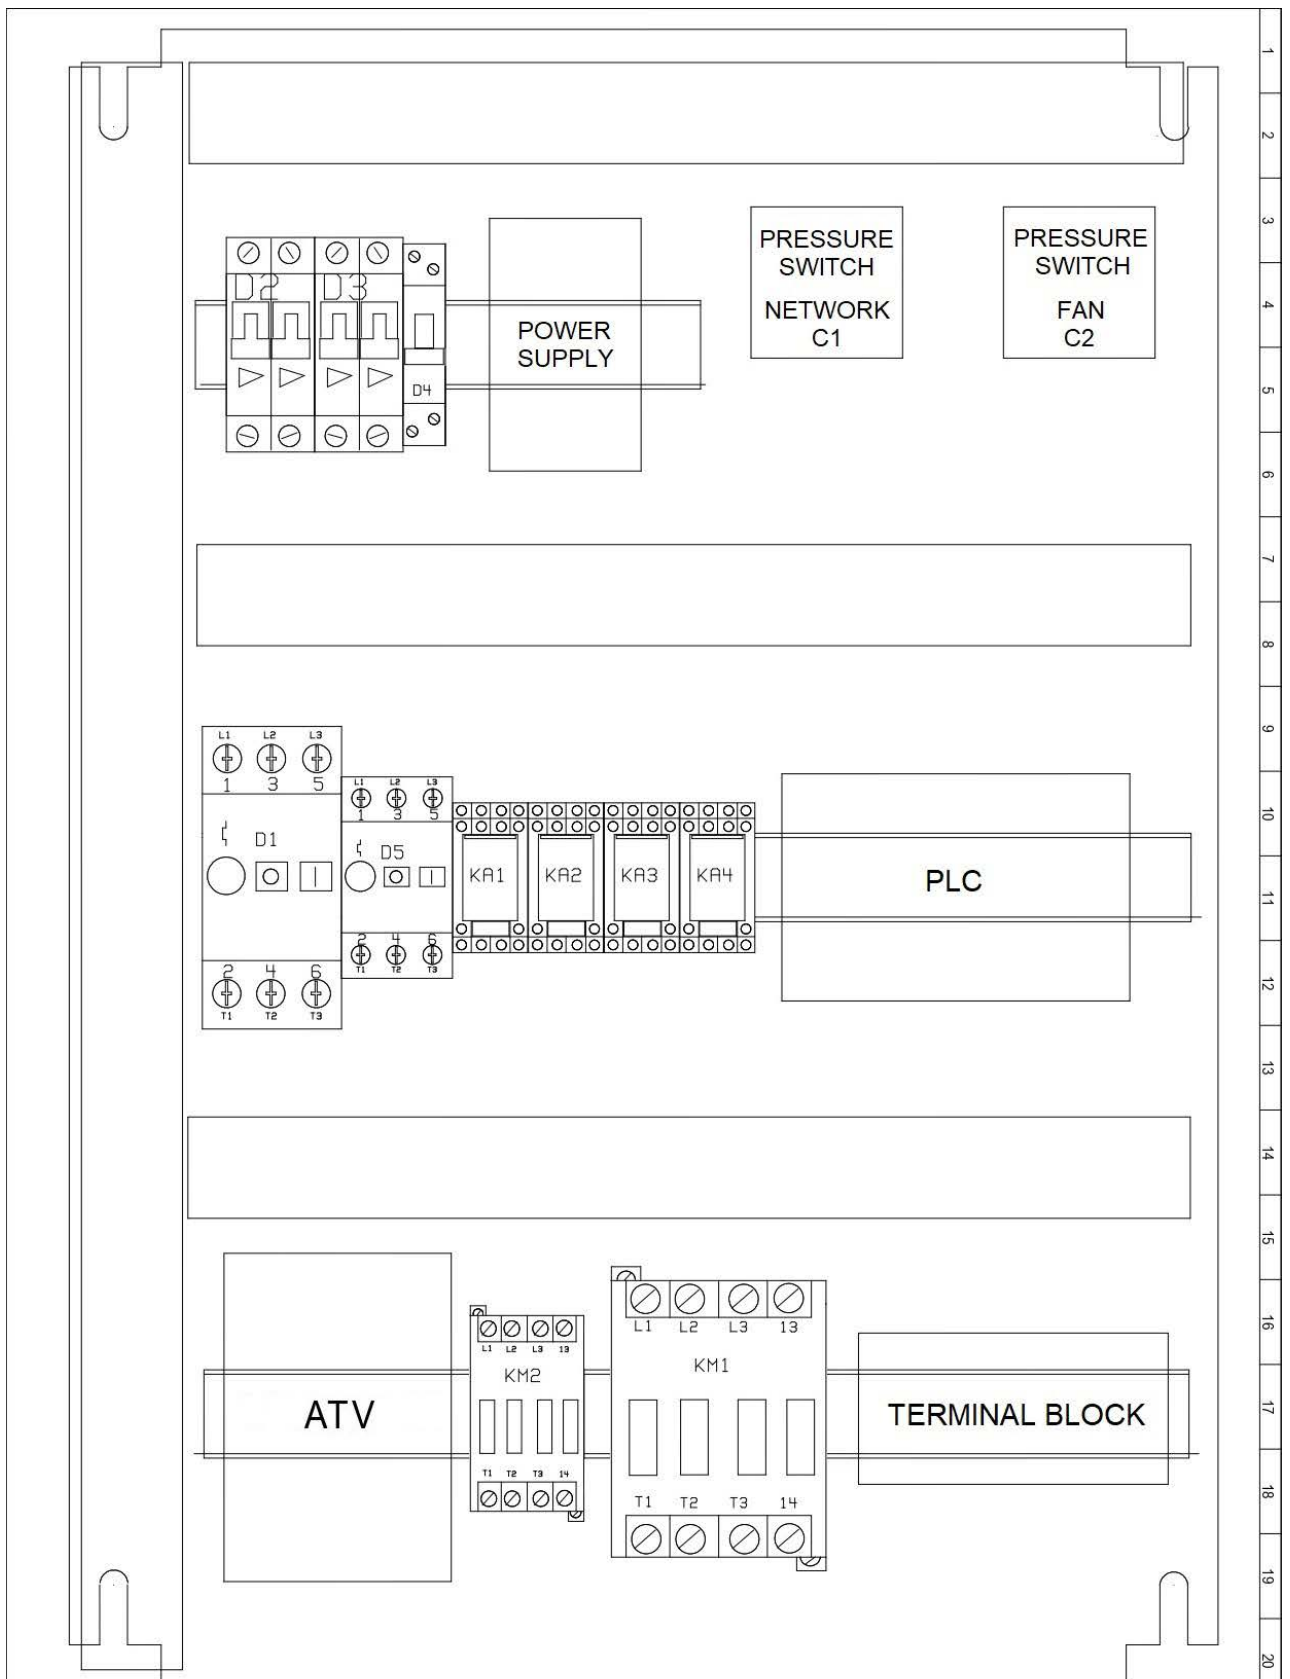 1
2
3
4
5
6
7
8
9
10
11
12
13
14
15
16
17
18
19
20
D2 D3
D4
POWER
SUPPLY
PRESSURE
SWITCH
NETWORK
C1
PRESSURE
SWITCH
FAN
C2
L1 L2 L3
1 3 5
D1
2 4 6
T1 T2 T3
L1 L2 L3
1 3 5
D5
2 4 6
T1 T2 T3
KA1 KA2 KA3 KA4
PLC
ATV
L1 L2 L3 13
KM2
T1 T2 T3 14
L1 L2 L3 13
KM1
T1 T2 T3 14
TERMINAL BLOCK